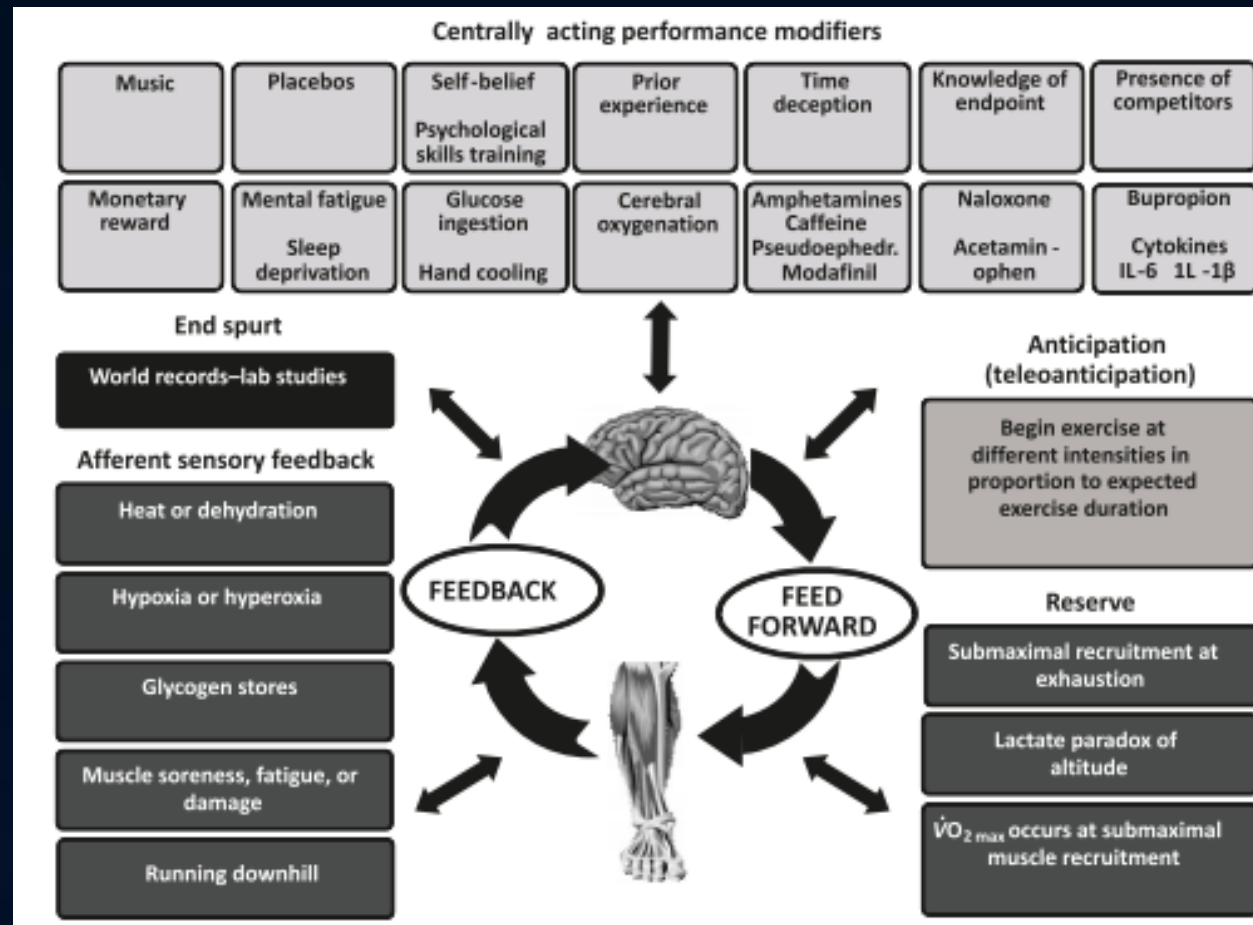 Centrally acting performance modifiers
Music
Placebos
Self-belief
Psychological
skills training
Prior
experience
Time
deception
Knowledge of
endpoint
Presence of
competitors
Monetary
reward
Mental fatigue
Sleep
deprivation
Glucose
ingestion
Hand cooling
Cerebral
oxygenation
Amphetamines
Caffeine
Pseudoephedr.
Modafinil
Naloxone
Acetamin -
ophen
Bupropion
Cytokines
IL-6 1L -1β
End spurt
World records–lab studies
Afferent sensory feedback
Heat or dehydration
Hypoxia or hyperoxia
Glycogen stores
Muscle soreness, fatigue, or
damage
Running downhill
FEEDBACK
FEED
FORWARD
Anticipation
(teleoanticipation)
Begin exercise at
different intensities in
proportion to expected
exercise duration
Reserve
Submaximal recruitment at
exhaustion
Lactate paradox of
altitude
V̇O₂ max occurs at submaximal
muscle recruitment